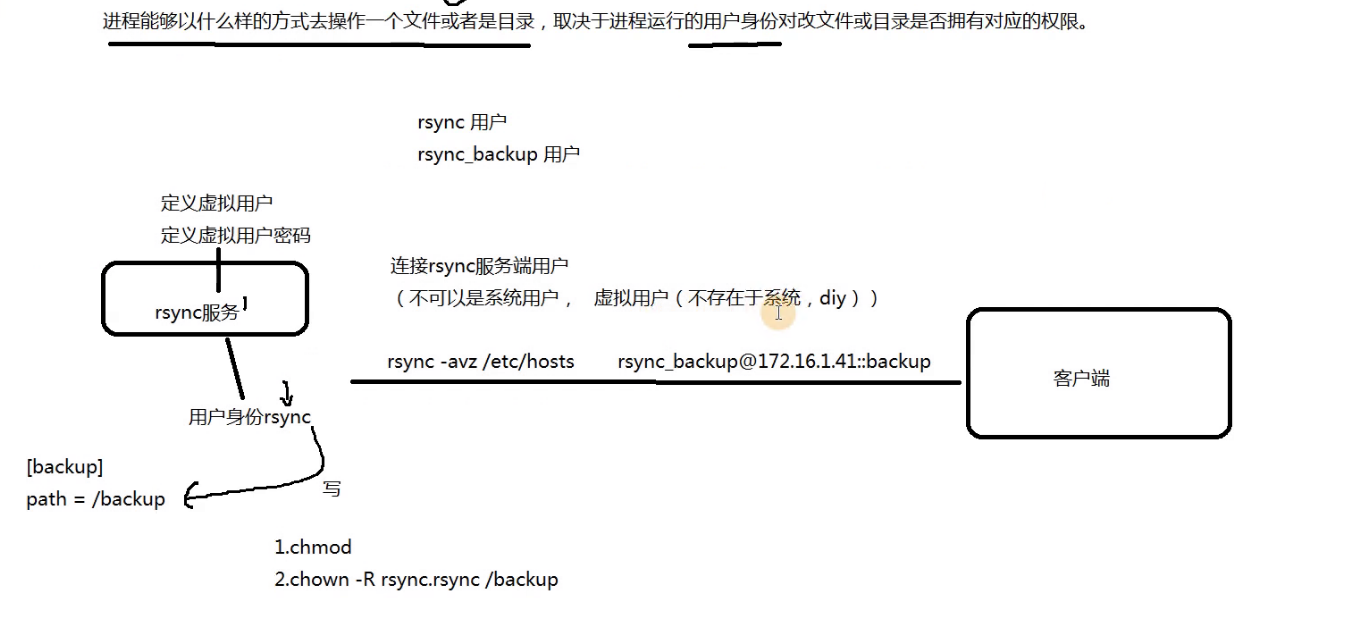 进程能够以什么样的方式去操作一个文件或者是目录，取决于进程运行的用户身份对改文件或目录是否拥有对应的权限。
rsync 用户
rsync_backup 用户
定义虚拟用户
定义虚拟用户密码
连接rsync服务端用户
（不可以是系统用户， 虚拟用户（不存在于系统，diy））
rsync服务
rsync -avz /etc/hosts rsync_backup@172.16.1.41::backup
客户端
用户身份rsync
[backup]
path = /backup
写
1.chmod
2.chown -R rsync.rsync /backup